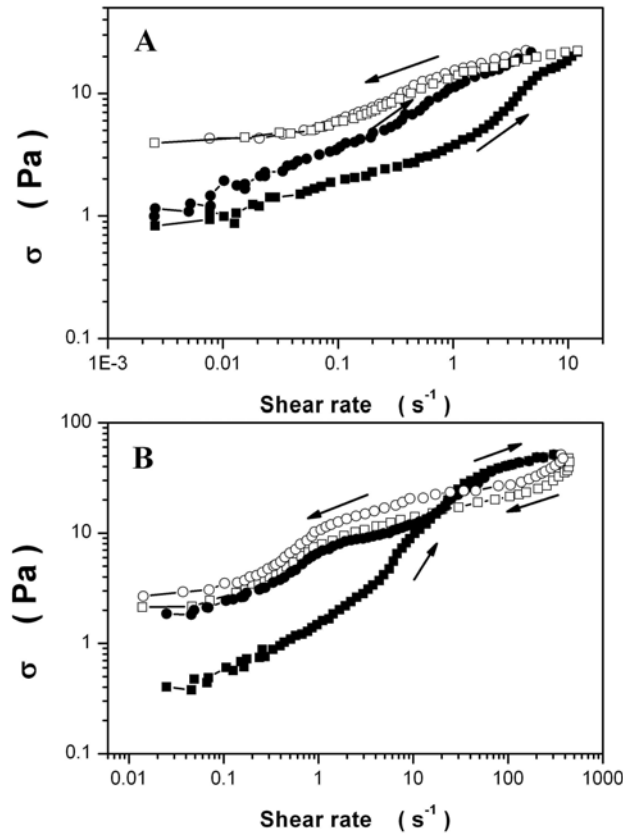 A
10
1
0.1
σ ( Pa )
1E-3 0.01 0.1 1 10
Shear rate ( s⁻¹ )
B
100
10
1
0.1
σ ( Pa )
0.01 0.1 1 10 100 1000
Shear rate ( s⁻¹ )